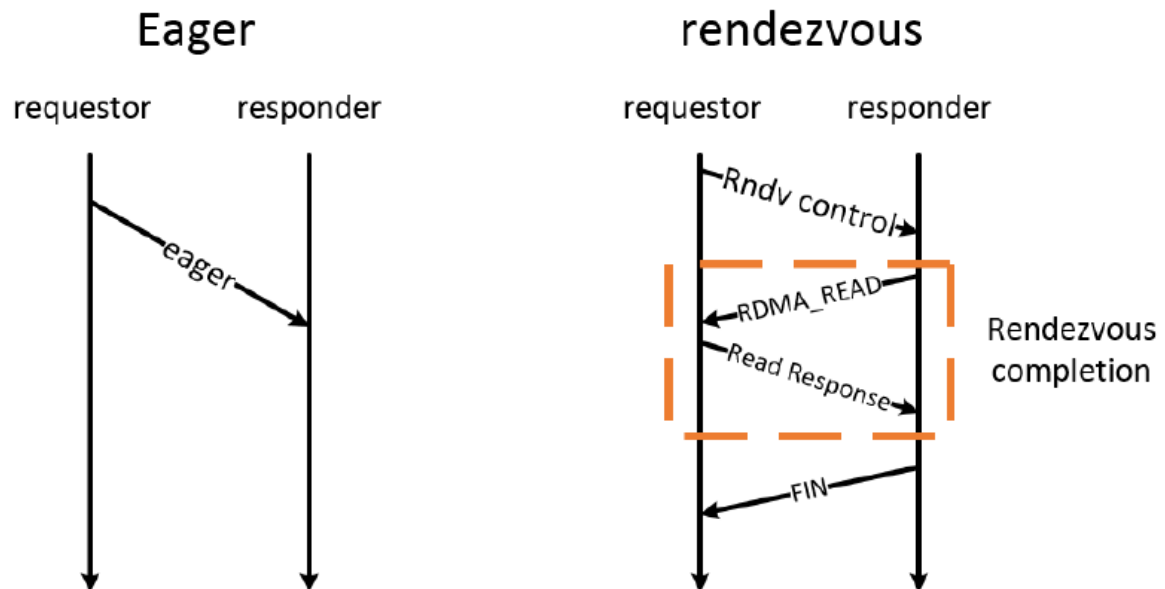 Eager
requestor
responder
eager
rendezvous
requestor
responder
Rndv control
RDMA_READ
Read Response
Rendezvous
completion
FIN